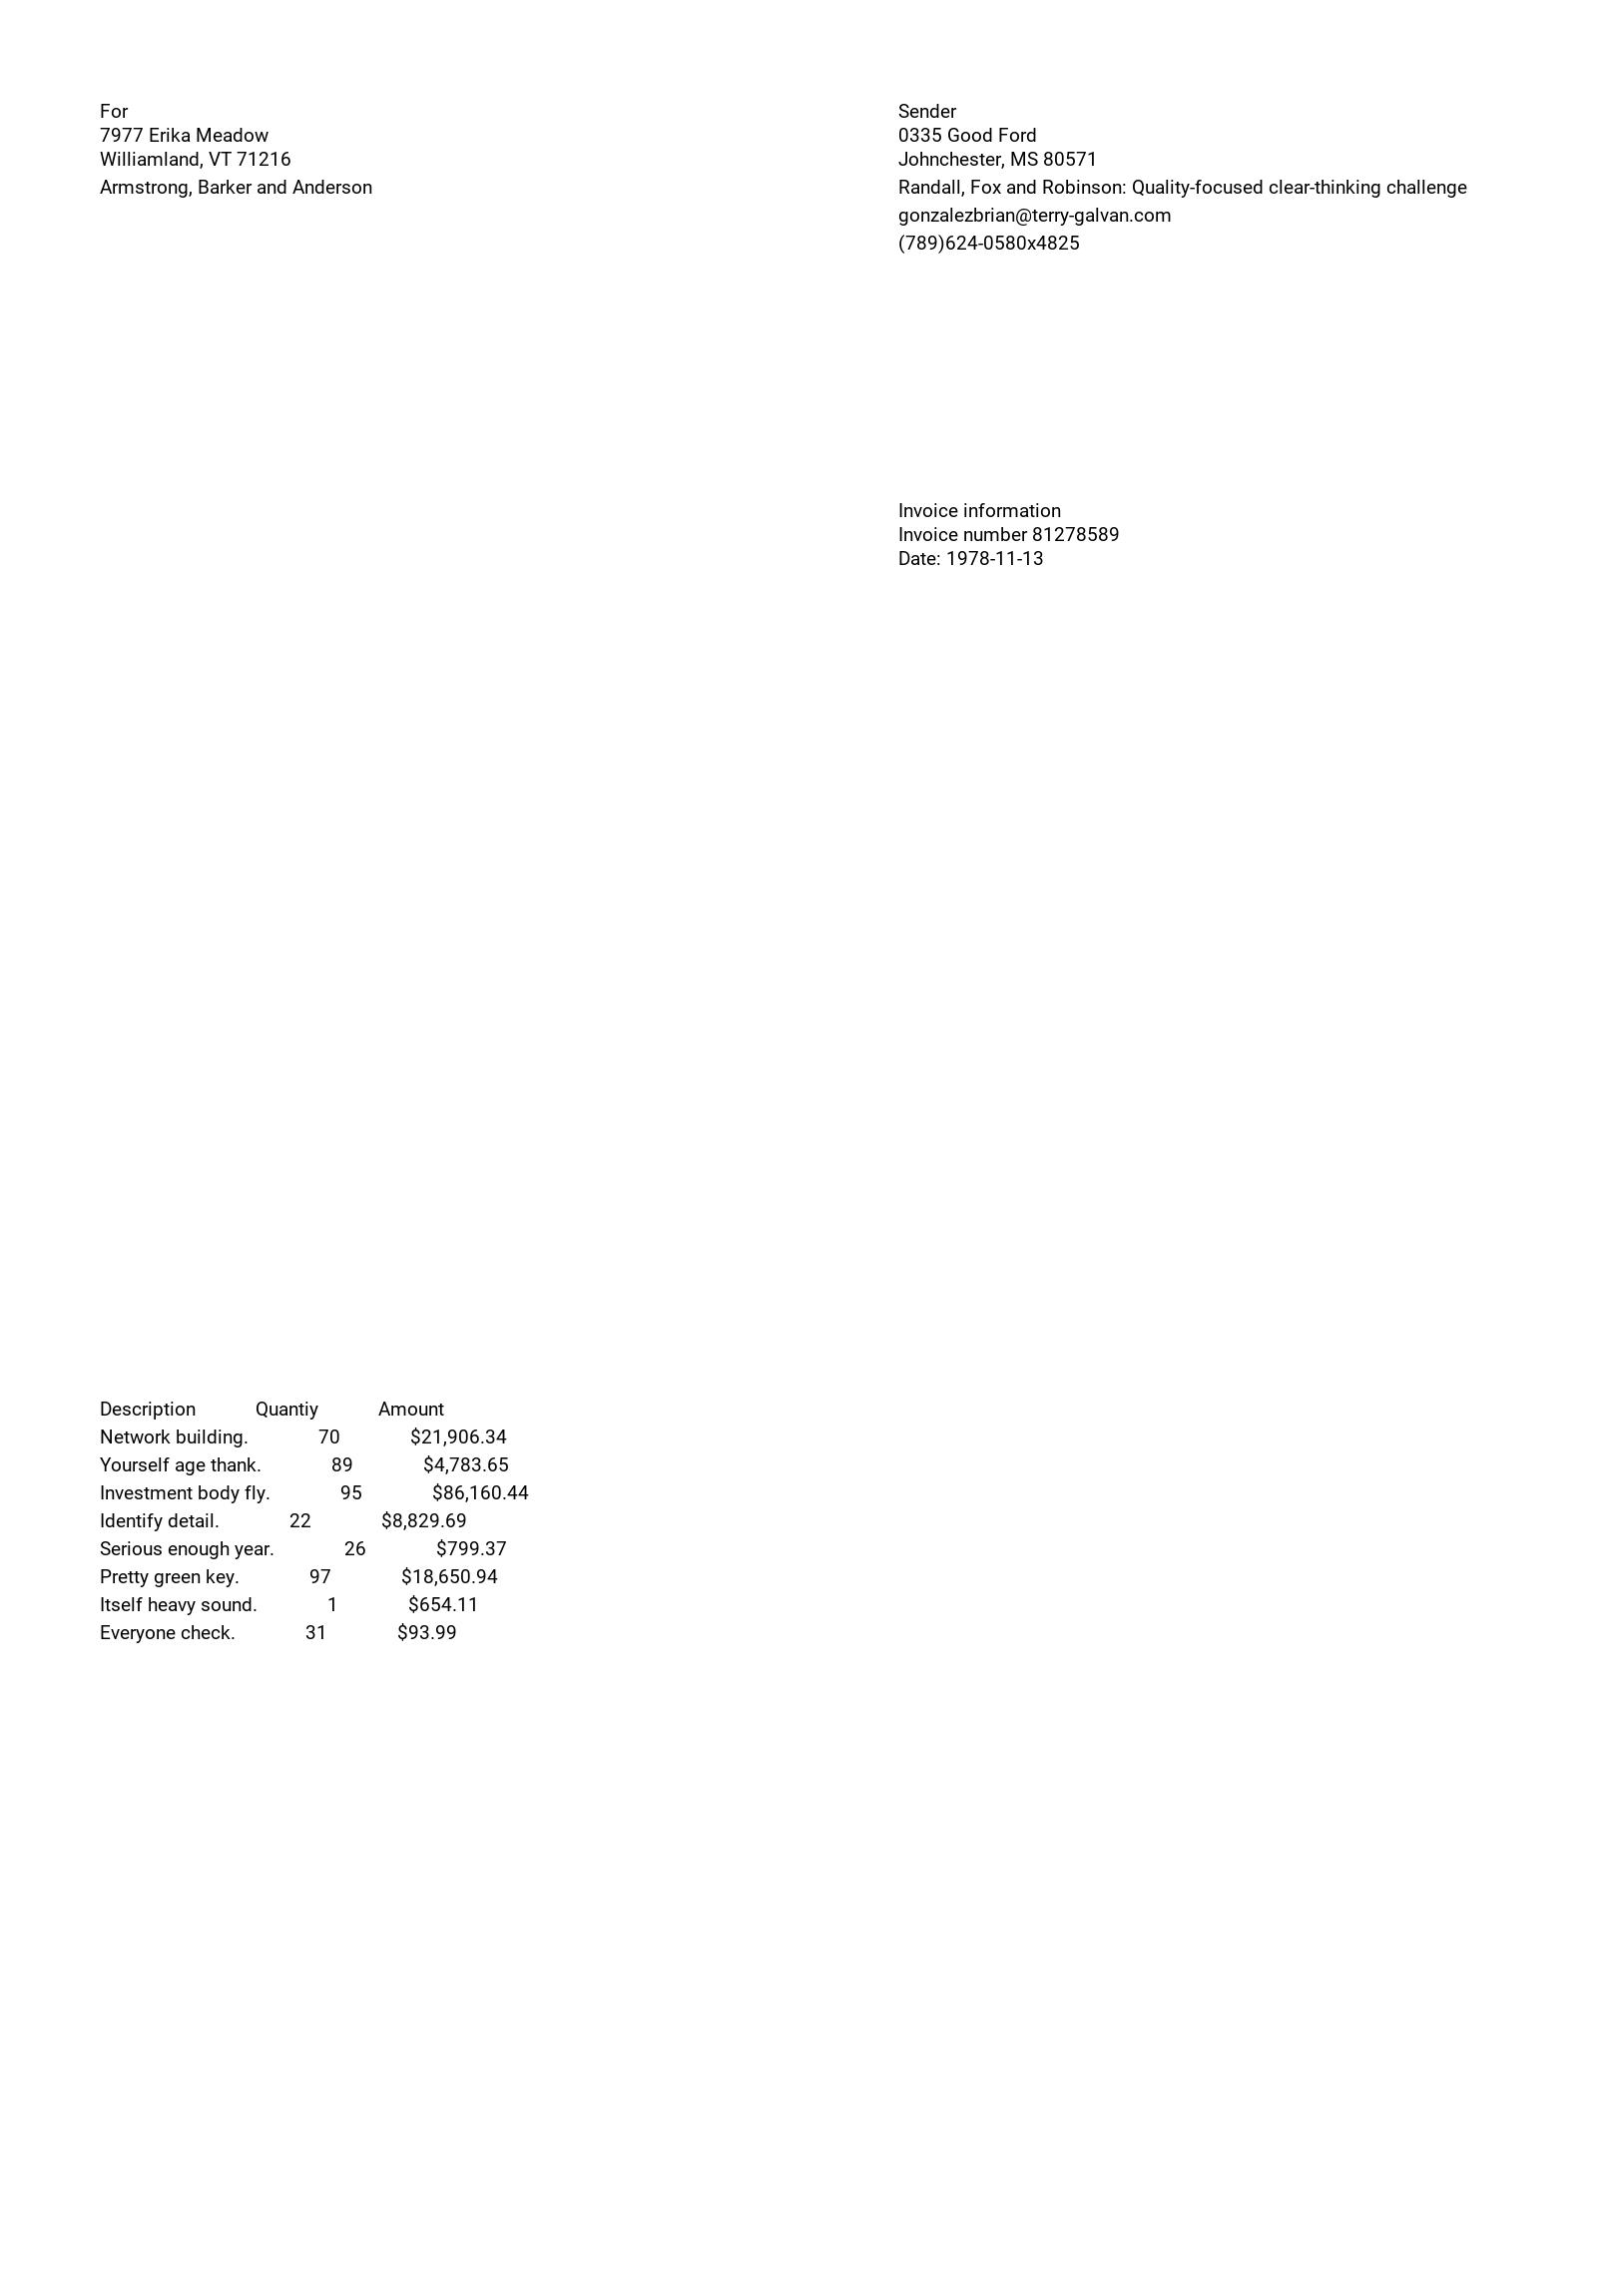 For
7977 Erika Meadow
Williamland, VT 71216
Armstrong, Barker and Anderson
Sender
0335 Good Ford
Johnchester, MS 80571
Randall, Fox and Robinson: Quality-focused clear-thinking challenge
gonzalezbrian@terry-galvan.com
(789)624-0580x4825
Invoice information
Invoice number 81278589
Date: 1978-11-13
Description Quantiy Amount
Network building. 70 $21,906.34
Yourself age thank. 89 $4,783.65
Investment body fly. 95 $86,160.44
Identify detail. 22 $8,829.69
Serious enough year. 26 $799.37
Pretty green key. 97 $18,650.94
Itself heavy sound. 1 $654.11
Everyone check. 31 $93.99